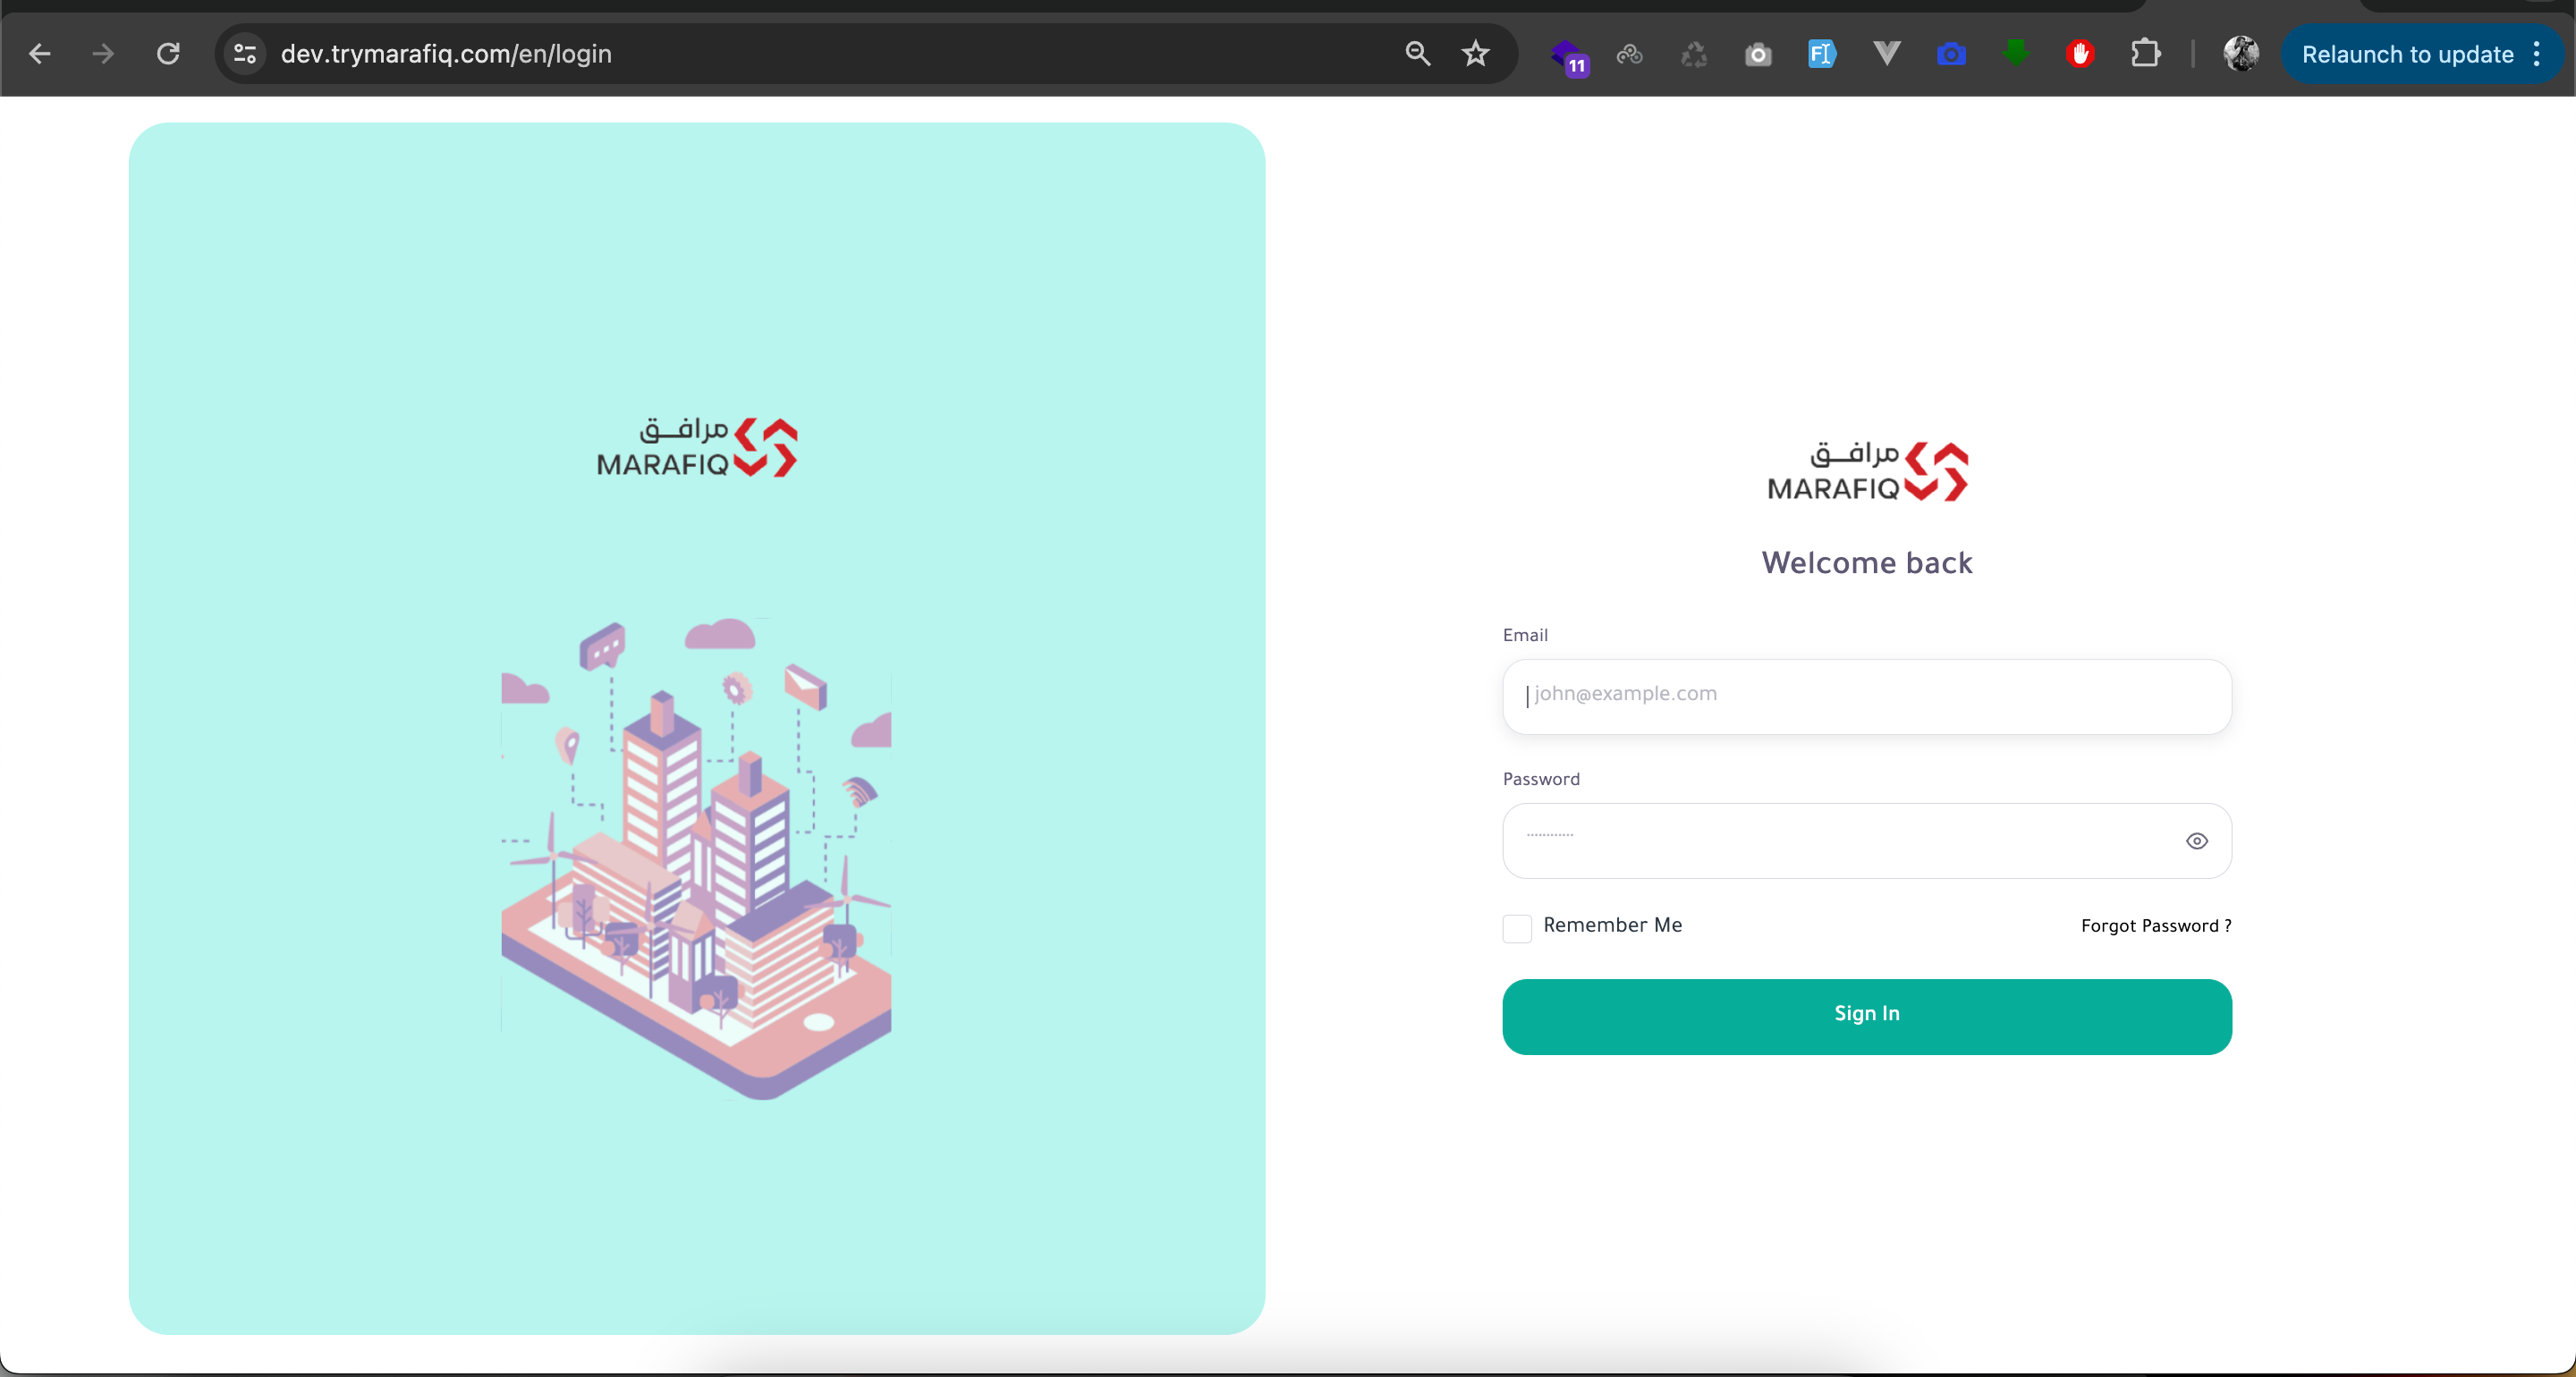 dev.trymarafiq.com/en/login
11
Relaunch to update
مرافق
MARAFIQ
مرافق
MARAFIQ
Welcome back
Email
john@example.com
Password
Remember Me
Forgot Password ?
Sign In